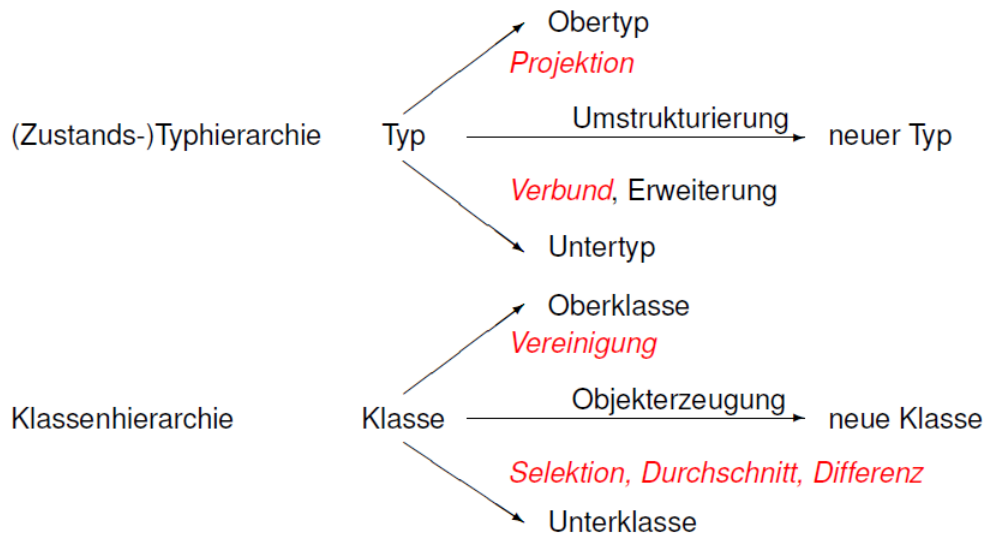 Obertyp
Projektion
(Zustands-)Typhierarchie Typ Umstrukturierung neuer Typ
Verbund, Erweiterung
Untertyp
Oberklasse
Vereinigung
Klassenhierarchie Klasse Objekterzeugung neue Klasse
Selektion, Durchschnitt, Differenz
Unterklasse